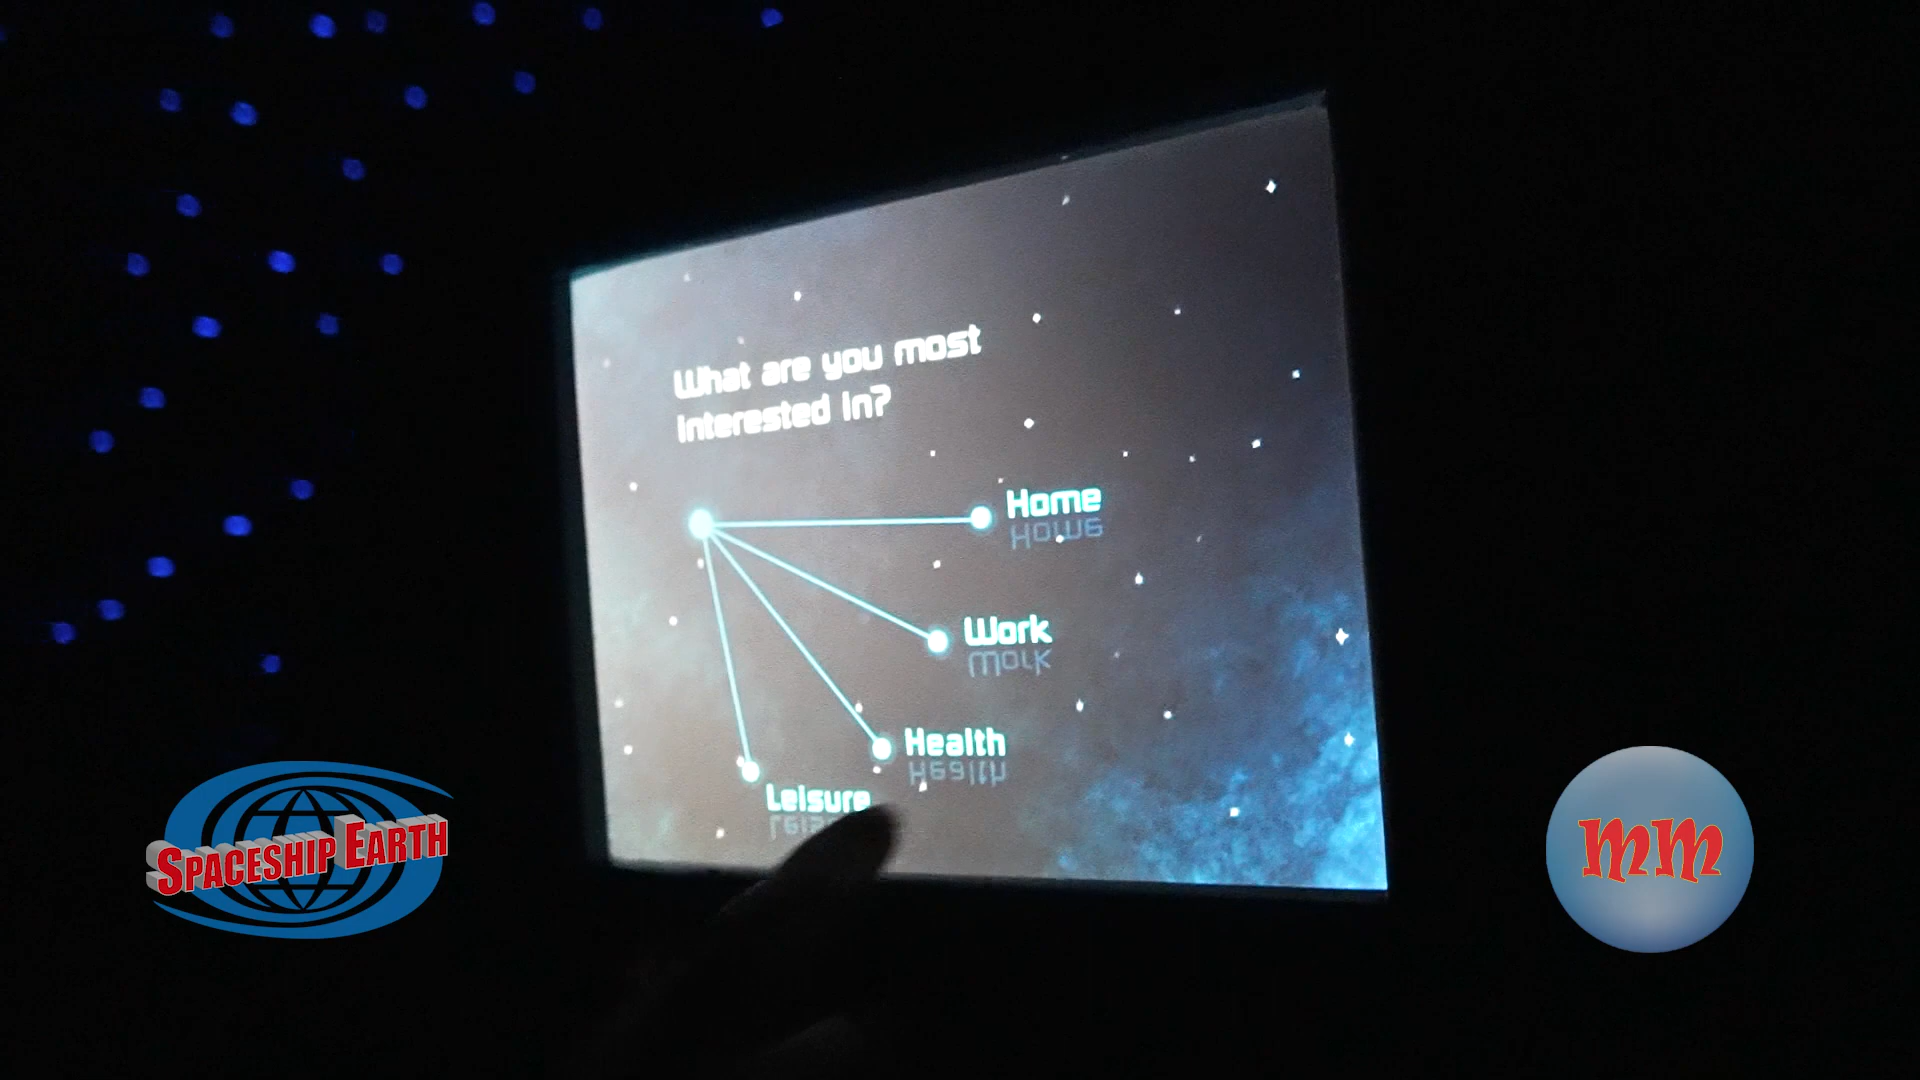 What are you most
interested in?
Home
Work
Health
Leisure
SPACESHIP EARTH
MM